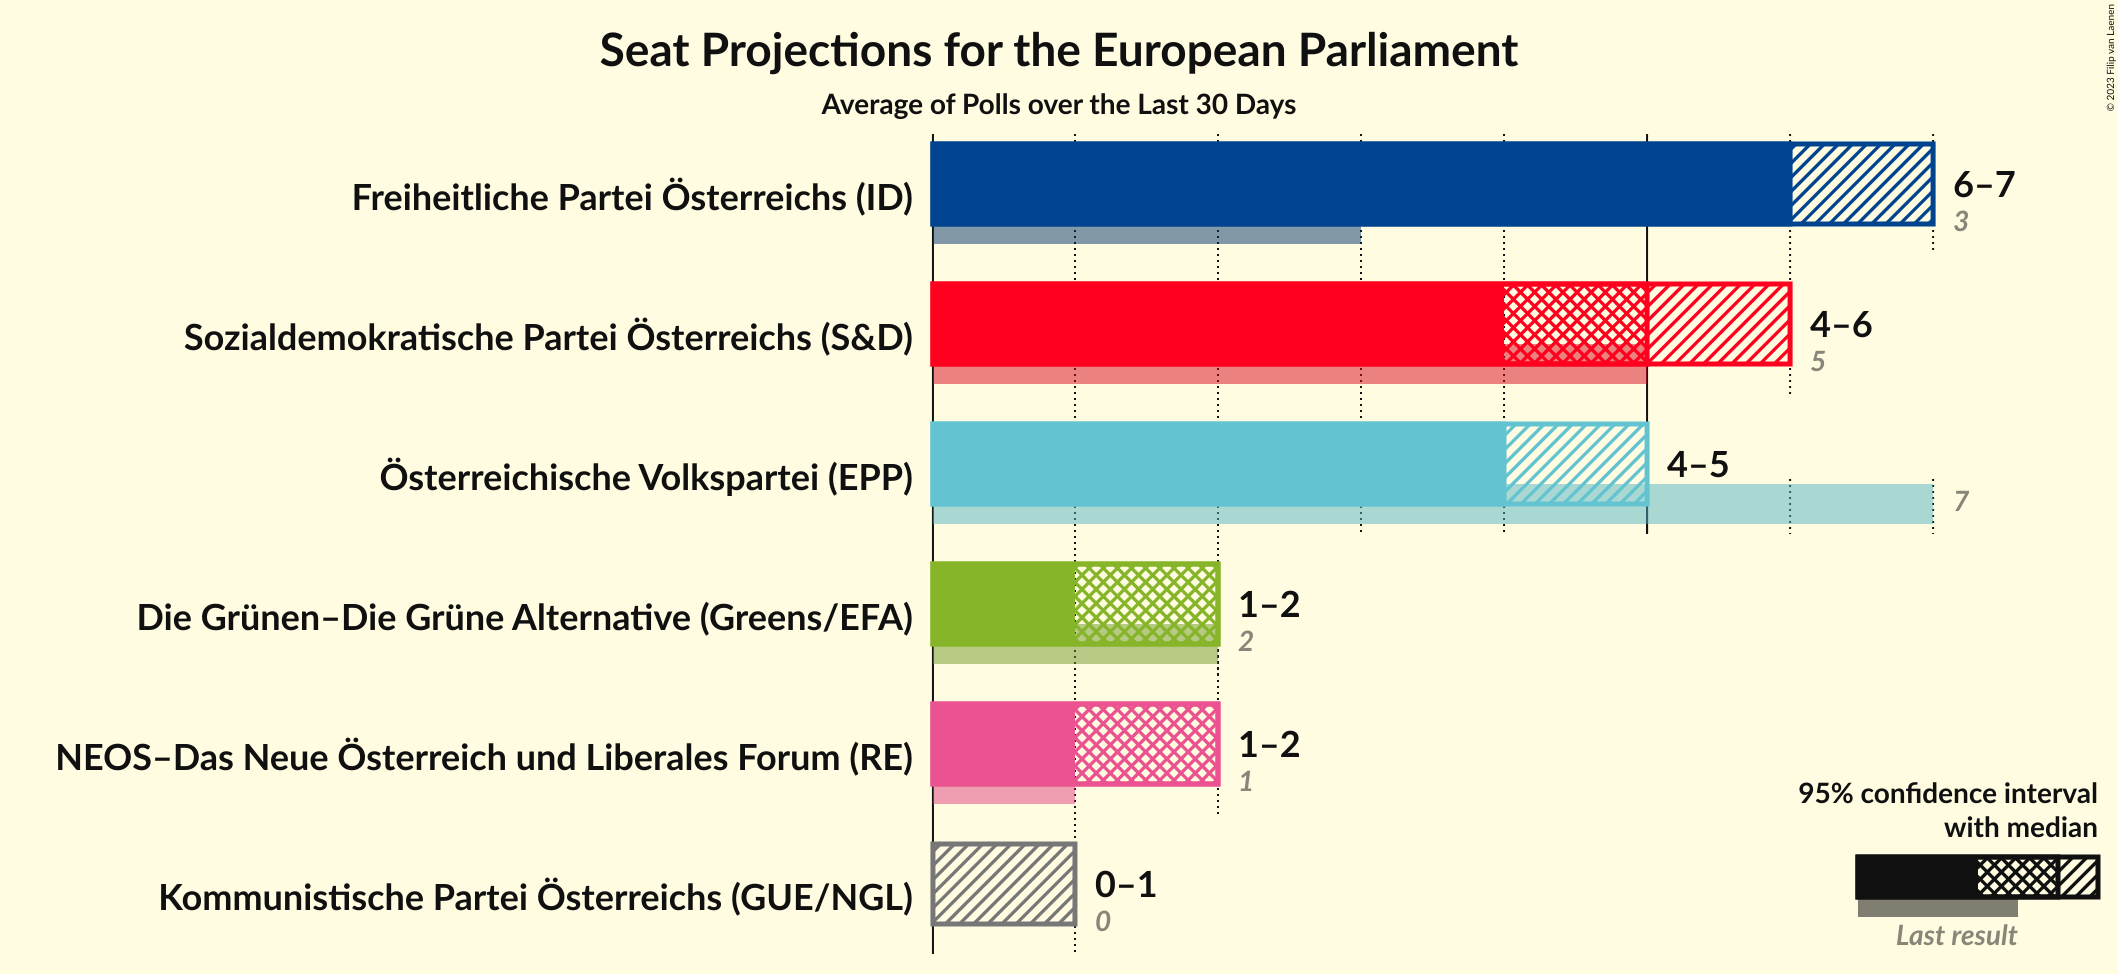 Seat Projections for the European Parliament
Average of Polls over the Last 30 Days
© 2023 Filip van Laenen
Freiheitliche Partei Österreichs (ID)
6–7
3
Sozialdemokratische Partei Österreichs (S&D)
4–6
5
Österreichische Volkspartei (EPP)
4–5
7
Die Grünen–Die Grüne Alternative (Greens/EFA)
1–2
2
NEOS–Das Neue Österreich und Liberales Forum (RE)
1–2
1
Kommunistische Partei Österreichs (GUE/NGL)
0–1
0
95% confidence interval
with median
Last result